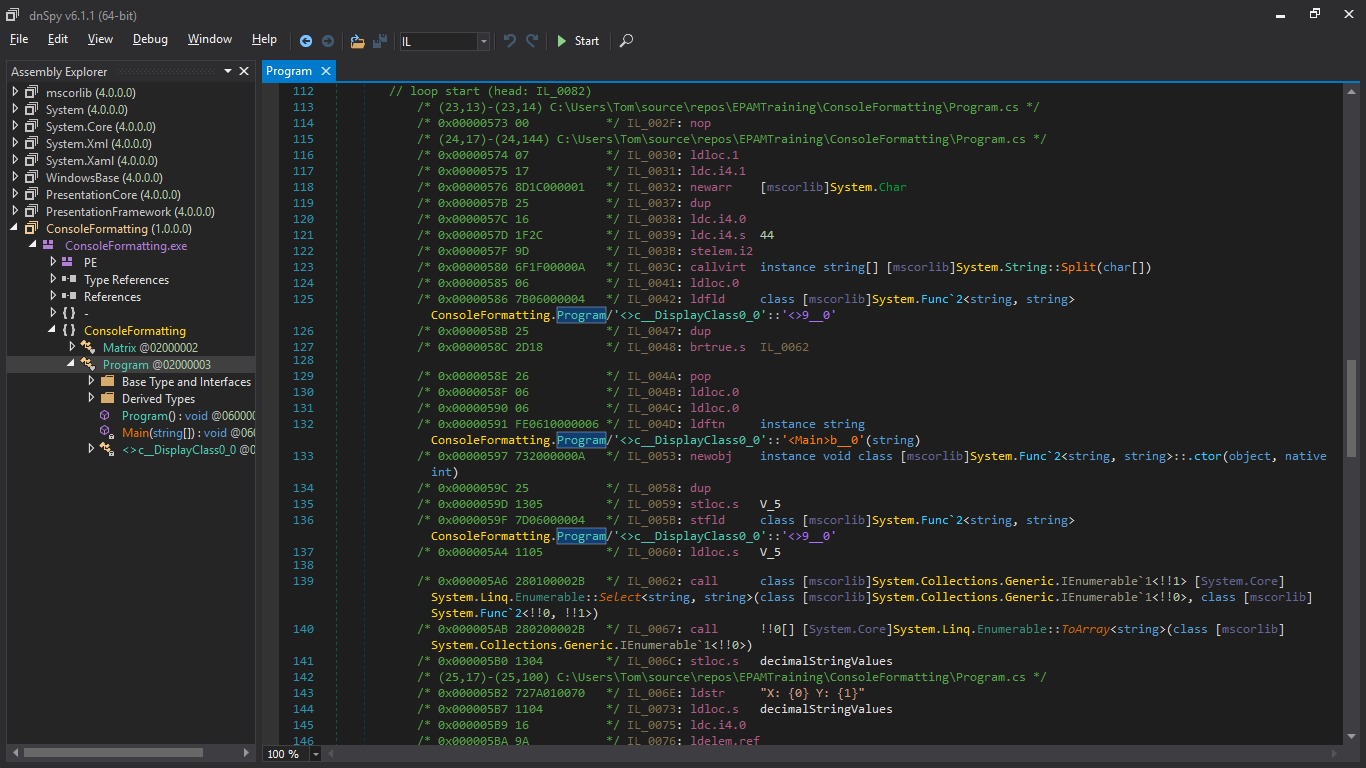 dnSpy v6.1.1 (64-bit)
File Edit View Debug Window Help IL Start
Assembly Explorer
Program
mscorlib (4.0.0.0)
System (4.0.0.0)
System.Core (4.0.0.0)
System.Xml (4.0.0.0)
System.Xaml (4.0.0.0)
WindowsBase (4.0.0.0)
PresentationCore (4.0.0.0)
PresentationFramework (4.0.0.0)
ConsoleFormatting (1.0.0.0)
ConsoleFormatting.exe
PE
Type References
References
{ } -
{ } ConsoleFormatting
Matrix @02000002
Program @02000003
Base Type and Interfaces
Derived Types
Program() : void @060000
Main(string[]) : void @060
<>c__DisplayClass0_0 @0
112 // loop start (head: IL_0082)
113 /* (23,13)-(23,14) C:\Users\Tom\source\repos\EPAMTraining\ConsoleFormatting\Program.cs */
114 /* 0x00000573 00 */ IL_002F: nop
115 /* (24,17)-(24,144) C:\Users\Tom\source\repos\EPAMTraining\ConsoleFormatting\Program.cs */
116 /* 0x00000574 07 */ IL_0030: ldloc.1
117 /* 0x00000575 17 */ IL_0031: ldc.i4.1
118 /* 0x00000576 8D1C000001 */ IL_0032: newarr [mscorlib]System.Char
119 /* 0x0000057B 25 */ IL_0037: dup
120 /* 0x0000057C 16 */ IL_0038: ldc.i4.0
121 /* 0x0000057D 1F2C */ IL_0039: ldc.i4.s 44
122 /* 0x0000057F 9D */ IL_003B: stelem.i2
123 /* 0x00000580 6F1F00000A */ IL_003C: callvirt instance string[] [mscorlib]System.String::Split(char[])
124 /* 0x00000585 06 */ IL_0041: ldloc.0
125 /* 0x00000586 7B06000004 */ IL_0042: ldfld class [mscorlib]System.Func`2<string, string>
ConsoleFormatting.Program/'<>c__DisplayClass0_0'::'<>9__0'
126 /* 0x0000058B 25 */ IL_0047: dup
127 /* 0x0000058C 2D18 */ IL_0048: brtrue.s IL_0062
128
129 /* 0x0000058E 26 */ IL_004A: pop
130 /* 0x0000058F 06 */ IL_004B: ldloc.0
131 /* 0x00000590 06 */ IL_004C: ldloc.0
132 /* 0x00000591 FE0610000006 */ IL_004D: ldftn instance string
ConsoleFormatting.Program/'<>c__DisplayClass0_0'::'<Main>b__0'(string)
133 /* 0x00000597 732000000A */ IL_0053: newobj instance void class [mscorlib]System.Func`2<string, string>::.ctor(object, native
int)
134 /* 0x0000059C 25 */ IL_0058: dup
135 /* 0x0000059D 1305 */ IL_0059: stloc.s V_5
136 /* 0x0000059F 7D06000004 */ IL_005B: stfld class [mscorlib]System.Func`2<string, string>
ConsoleFormatting.Program/'<>c__DisplayClass0_0'::'<>9__0'
137 /* 0x000005A4 1105 */ IL_0060: ldloc.s V_5
138
139 /* 0x000005A6 280100002B */ IL_0062: call class [mscorlib]System.Collections.Generic.IEnumerable`1<!!1> [System.Core]
System.Linq.Enumerable::Select<string, string>(class [mscorlib]System.Collections.Generic.IEnumerable`1<!!0>, class [mscorlib]
System.Func`2<!!0, !!1>)
140 /* 0x000005AB 280200002B */ IL_0067: call !!0[] [System.Core]System.Linq.Enumerable::ToArray<string>(class [mscorlib]
System.Collections.Generic.IEnumerable`1<!!0>)
141 /* 0x000005B0 1304 */ IL_006C: stloc.s decimalStringValues
142 /* (25,17)-(25,100) C:\Users\Tom\source\repos\EPAMTraining\ConsoleFormatting\Program.cs */
143 /* 0x000005B2 727A010070 */ IL_006E: ldstr "X: {0} Y: {1}"
144 /* 0x000005B7 1104 */ IL_0073: ldloc.s decimalStringValues
145 /* 0x000005B9 16 */ IL_0075: ldc.i4.0
146 /* 0x000005BA 9A */ IL_0076: ldelem.ref
100 %